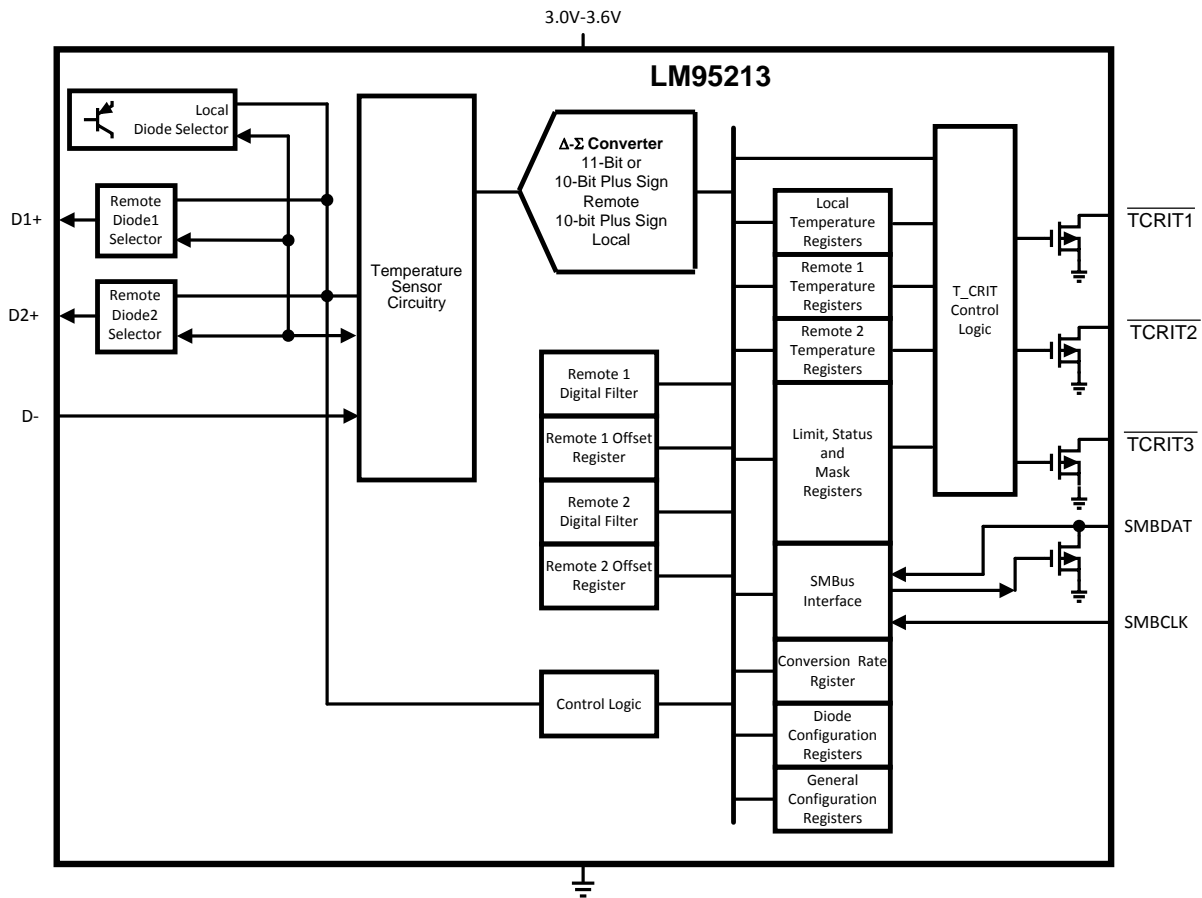 3.0V-3.6V
LM95213
Local
Diode Selector
Remote
Diode1
Selector
Remote
Diode2
Selector
D1+
D2+
D-
Temperature
Sensor
Circuitry
Δ-Σ Converter
11-Bit or
10-Bit Plus Sign
Remote
10-bit Plus Sign
Local
Remote 1
Digital Filter
Remote 1 Offset
Register
Remote 2
Digital Filter
Remote 2 Offset
Register
Control Logic
Local
Temperature
Registers
Remote 1
Temperature
Registers
Remote 2
Temperature
Registers
Limit, Status
and
Mask
Registers
SMBus
Interface
Conversion Rate
Rgister
Diode
Configuration
Registers
General
Configuration
Registers
T_CRIT
Control
Logic
TCRIT1
TCRIT2
TCRIT3
SMBDAT
SMBCLK